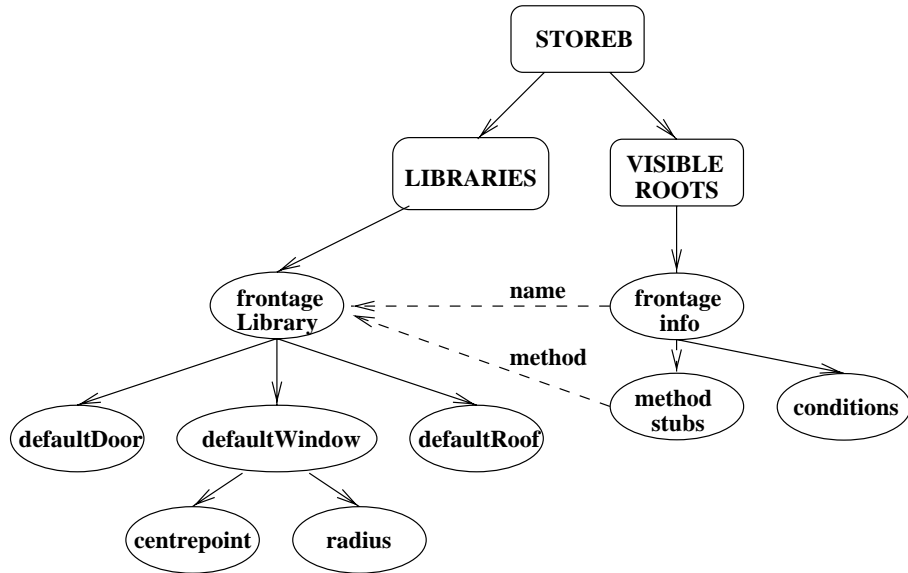 STOREB
LIBRARIES
VISIBLE
ROOTS
frontage
Library
name
frontage
info
method
method
stubs
conditions
defaultDoor
defaultWindow
defaultRoof
centrepoint
radius